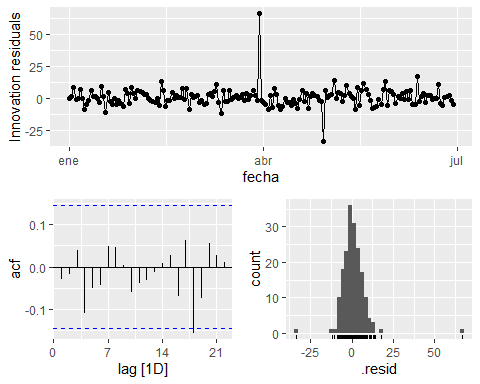 Innovation residuals
50
25
0
-25
ene abr jul
fecha
acf
0.1
0.0
-0.1
0 7 14 21
lag [1D]
count
30
20
10
0
-25 0 25 50
.resid